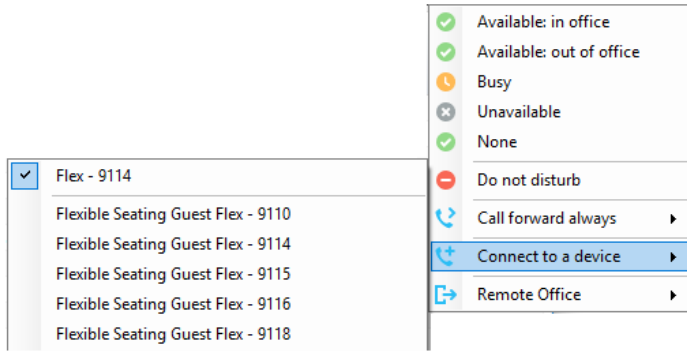 Available: in office
Available: out of office
Busy
Unavailable
None
Do not disturb
Call forward always
Connect to a device
Remote Office
Flex - 9114
Flexible Seating Guest Flex - 9110
Flexible Seating Guest Flex - 9114
Flexible Seating Guest Flex - 9115
Flexible Seating Guest Flex - 9116
Flexible Seating Guest Flex - 9118